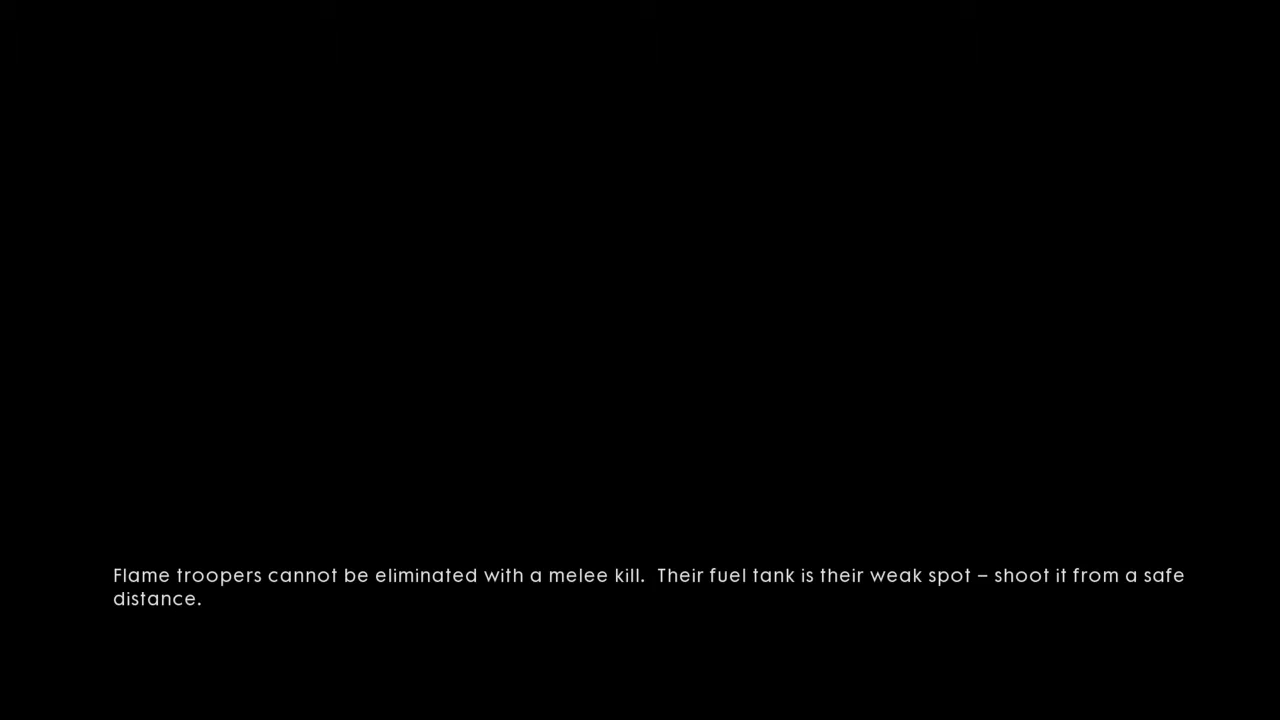 Flame troopers cannot be eliminated with a melee kill.  Their fuel tank is their weak spot – shoot it from a safe
distance.